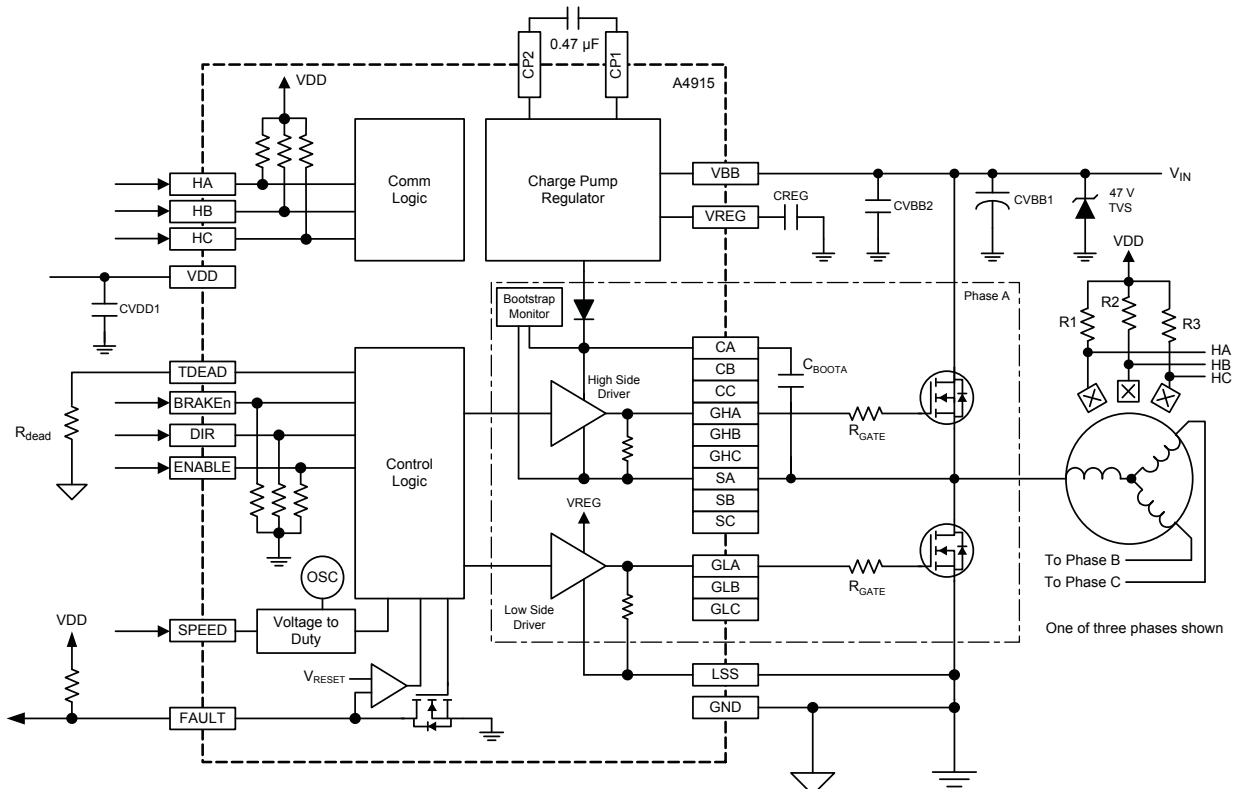 0.47 µF
CP2
CP1
A4915
VDD
HA
HB
HC
VDD
CVDD1
Comm
Logic
Charge Pump
Regulator
VBB
VREG
CREG
CVBB2
CVBB1
47 V
TVS
VIN
VDD
R1
R2
R3
HA
HB
HC
Phase A
Bootstrap
Monitor
TDEAD
BRAKEn
DIR
ENABLE
Rdead
Control
Logic
High Side
Driver
CA
CB
CC
GHA
GHB
GHC
SA
SB
SC
CBOOTA
RGATE
VREG
Low Side
Driver
GLA
GLB
GLC
RGATE
To Phase B
To Phase C
One of three phases shown
OSC
VDD
SPEED
Voltage to
Duty
VRESET
FAULT
LSS
GND